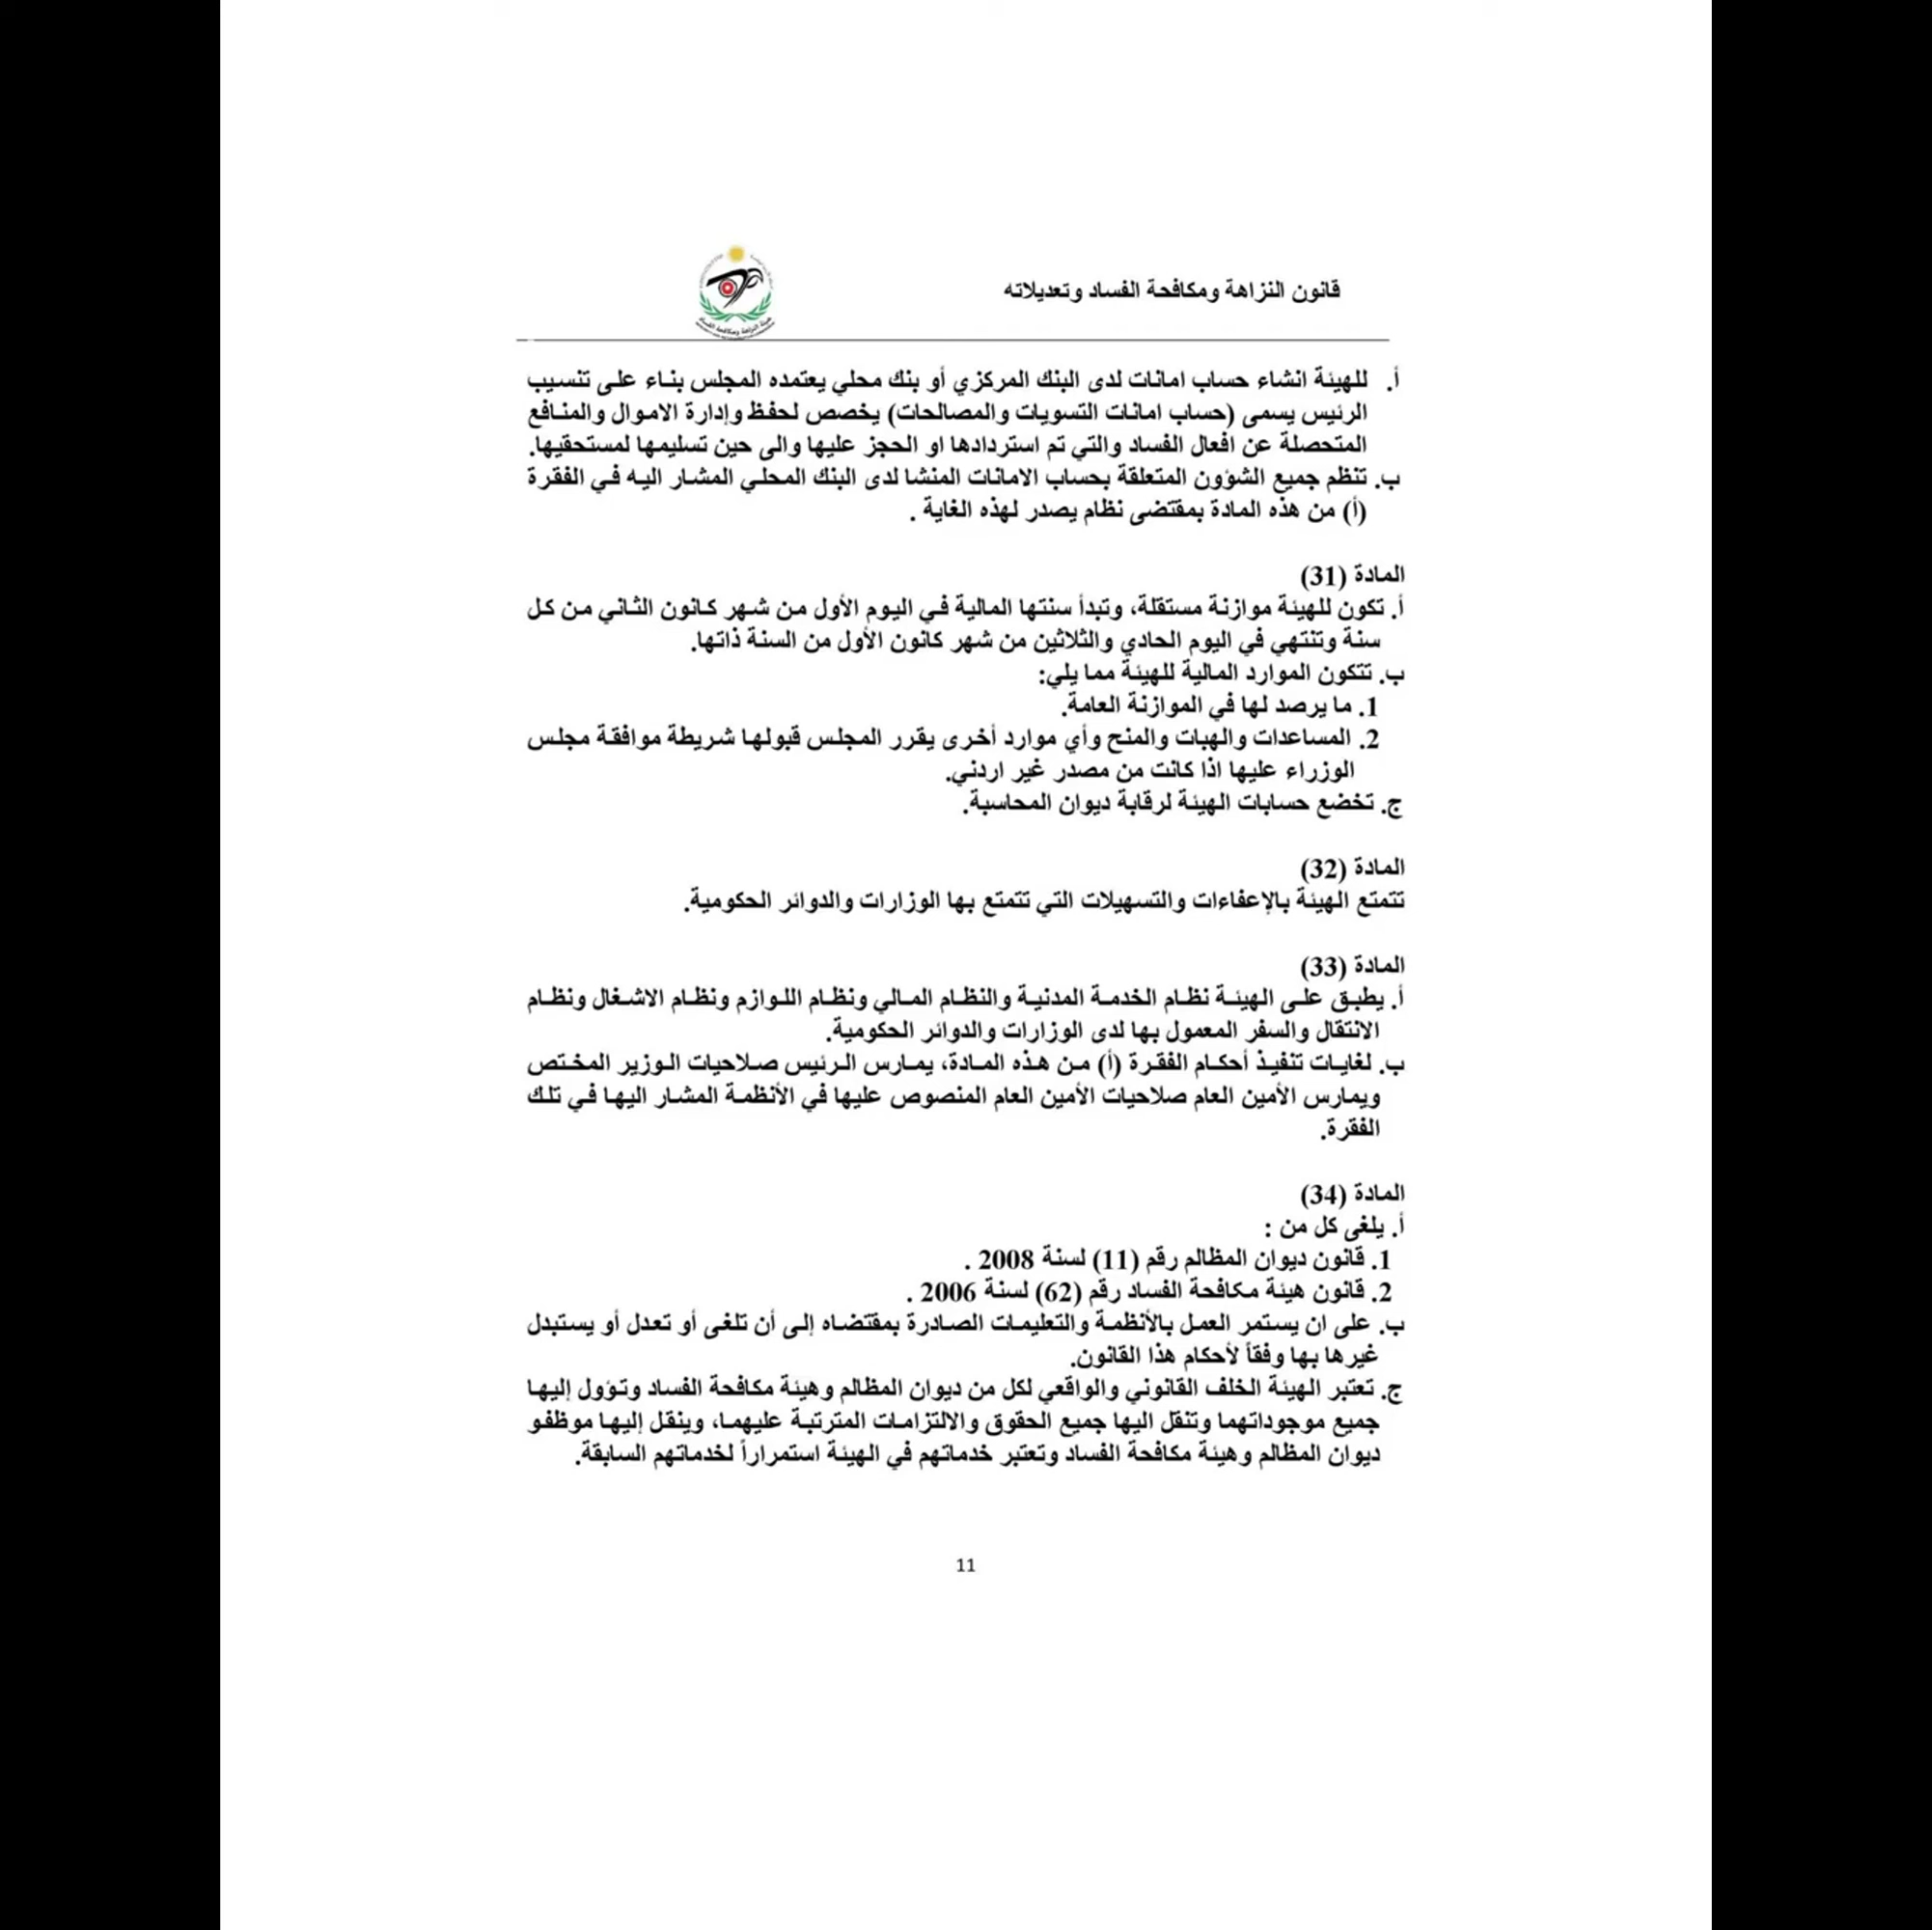 قانون النزاهة ومكافحة الفساد وتعديلاته
هيئة النزاهة ومكافحة الفساد
أ. للهيئة انشاء حساب امانات لدى البنك المركزي أو بنك محلي يعتمده المجلس بناء على تنسيب
الرئيس يسمى (حساب امانات التسويات والمصالحات) يخصص لحفظ وإدارة الاموال والمنافع
المتحصلة عن افعال الفساد والتي تم استردادها او الحجز عليها والى حين تسليمها لمستحقيها.
ب. تنظم جميع الشؤون المتعلقة بحساب الامانات المنشا لدى البنك المحلي المشار اليه في الفقرة
(أ) من هذه المادة بمقتضى نظام يصدر لهذه الغاية .
المادة (31)
أ. تكون للهيئة موازنة مستقلة، وتبدأ سنتها المالية في اليوم الأول من شهر كانون الثاني من كل
سنة وتنتهي في اليوم الحادي والثلاثين من شهر كانون الأول من السنة ذاتها.
ب. تتكون الموارد المالية للهيئة مما يلي:
1. ما يرصد لها في الموازنة العامة.
2. المساعدات والهبات والمنح وأي موارد أخرى يقرر المجلس قبولها شريطة موافقة مجلس
الوزراء عليها اذا كانت من مصدر غير اردني.
ج. تخضع حسابات الهيئة لرقابة ديوان المحاسبة.
المادة (32)
تتمتع الهيئة بالإعفاءات والتسهيلات التي تتمتع بها الوزارات والدوائر الحكومية.
المادة (33)
أ. يطبق على الهيئة نظام الخدمة المدنية والنظام المالي ونظام اللوازم ونظام الاشغال ونظام
الانتقال والسفر المعمول بها لدى الوزارات والدوائر الحكومية.
ب. لغايات تنفيذ أحكام الفقرة (أ) من هذه المادة، يمارس الرئيس صلاحيات الوزير المختص
ويمارس الأمين العام صلاحيات الأمين العام المنصوص عليها في الأنظمة المشار اليها في تلك
الفقرة.
المادة (34)
أ. يلغى كل من :
1. قانون ديوان المظالم رقم (11) لسنة 2008 .
2. قانون هيئة مكافحة الفساد رقم (62) لسنة 2006 .
ب. على ان يستمر العمل بالأنظمة والتعليمات الصادرة بمقتضاه إلى أن تلغى أو تعدل أو يستبدل
غيرها بها وفقاً لأحكام هذا القانون.
ج. تعتبر الهيئة الخلف القانوني والواقعي لكل من ديوان المظالم وهيئة مكافحة الفساد وتؤول إليها
جميع موجوداتهما وتنقل اليها جميع الحقوق والالتزامات المترتبة عليهما، وينقل إليها موظفو
ديوان المظالم وهيئة مكافحة الفساد وتعتبر خدماتهم في الهيئة استمراراً لخدماتهم السابقة.
11